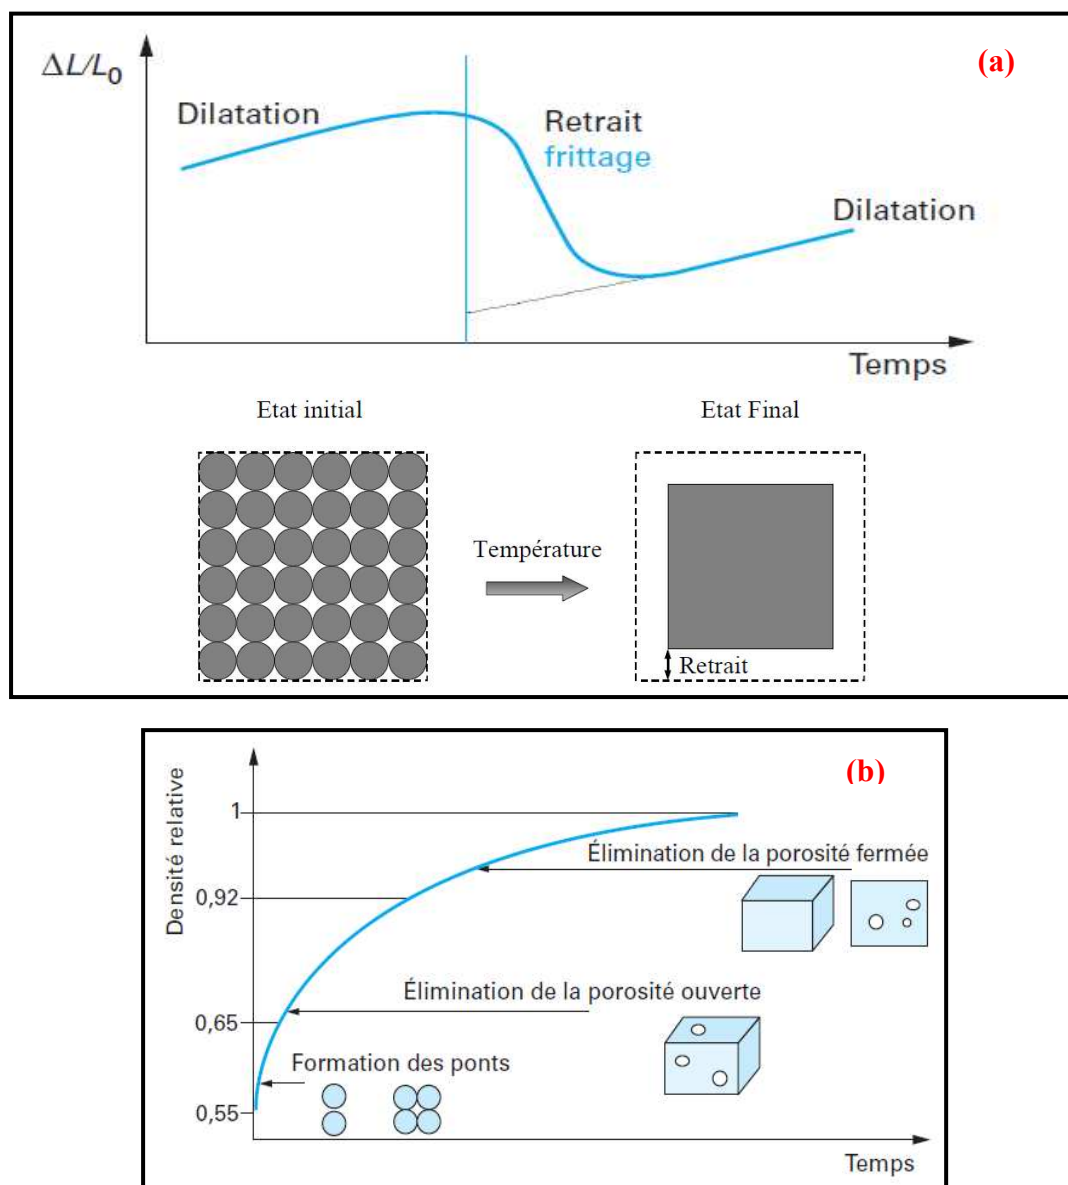 (a)
ΔL/L0
Dilatation
Retrait
frittage
Dilatation
Temps
Etat initial
Etat Final
Température
Retrait
(b)
Densité relative
1
Élimination de la porosité fermée
0,92
Élimination de la porosité ouverte
0,65
Formation des ponts
0,55
Temps